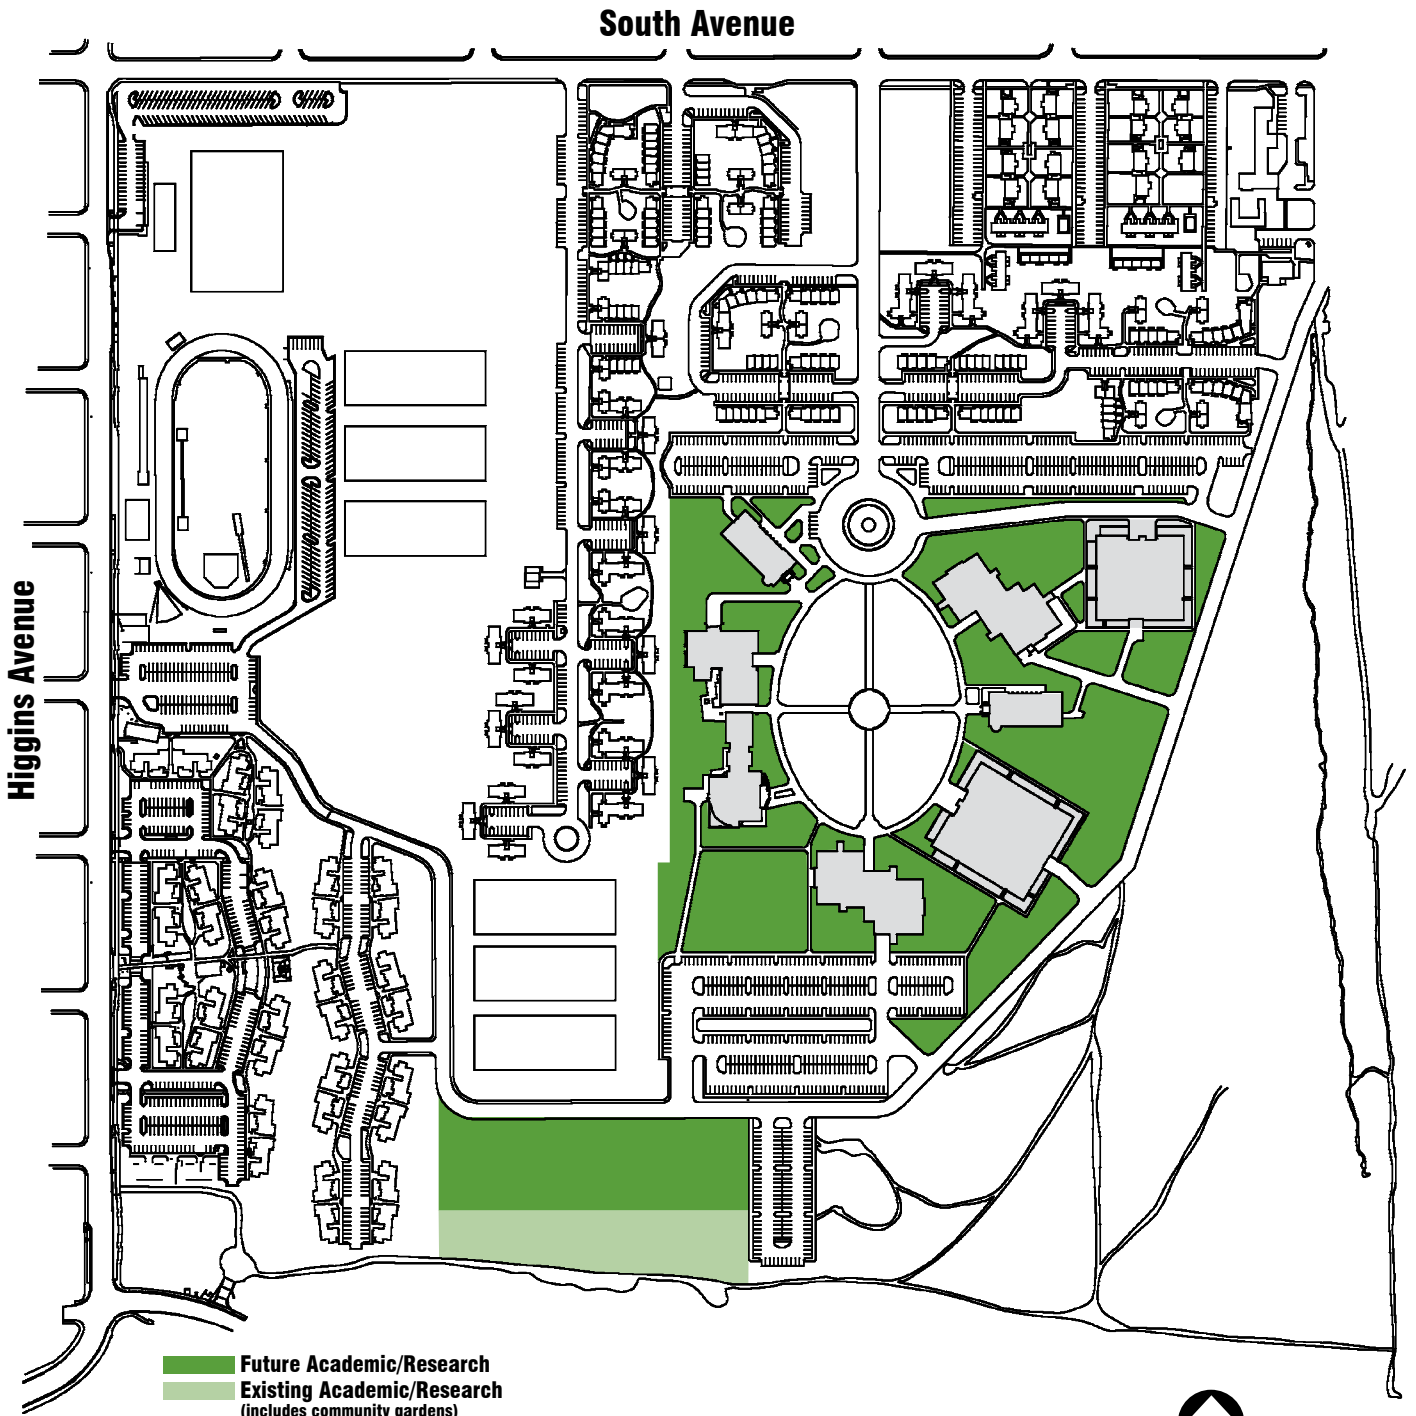 South Avenue
Higgins Avenue
Future Academic/Research
Existing Academic/Research
(includes community gardens)